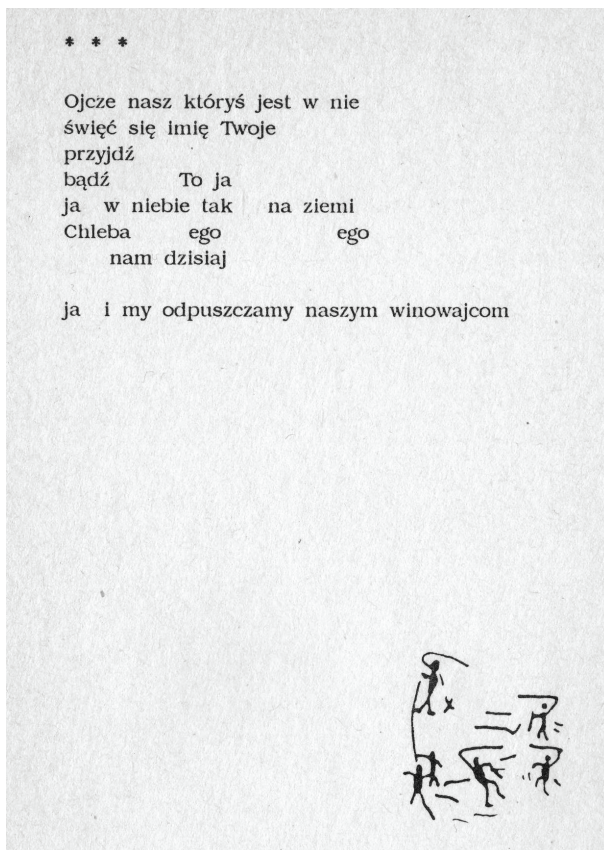 * * *
Ojcze nasz któryś jest w nie
święć się imię Twoje
przyjdź
bądź To ja
ja w niebie tak na ziemi
Chleba ego ego
nam dzisiaj
ja i my odpuszczamy naszym winowajcom